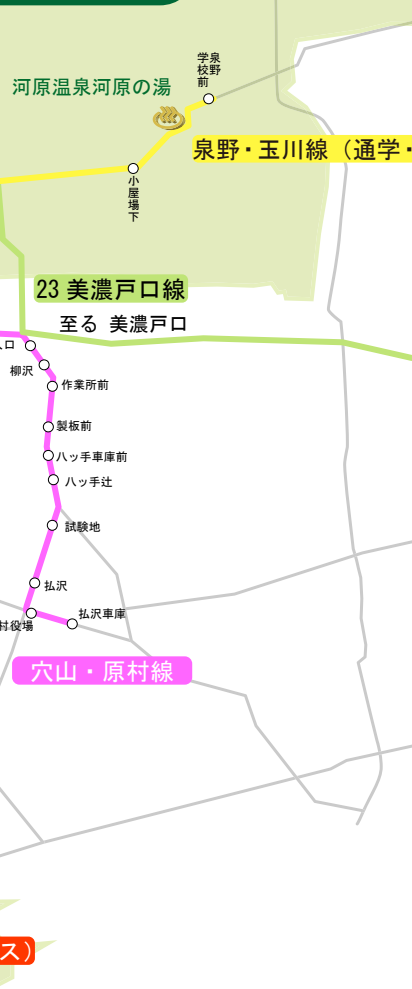 泉野
学校前
河原温泉河原の湯
泉野・玉川線（通学・
小屋場下
23 美濃戸口線
至る 美濃戸口
口
柳沢
作業所前
製板前
八ッ手車庫前
八ッ手辻
試験地
払沢
払沢車庫
村役場
穴山・原村線
ス）